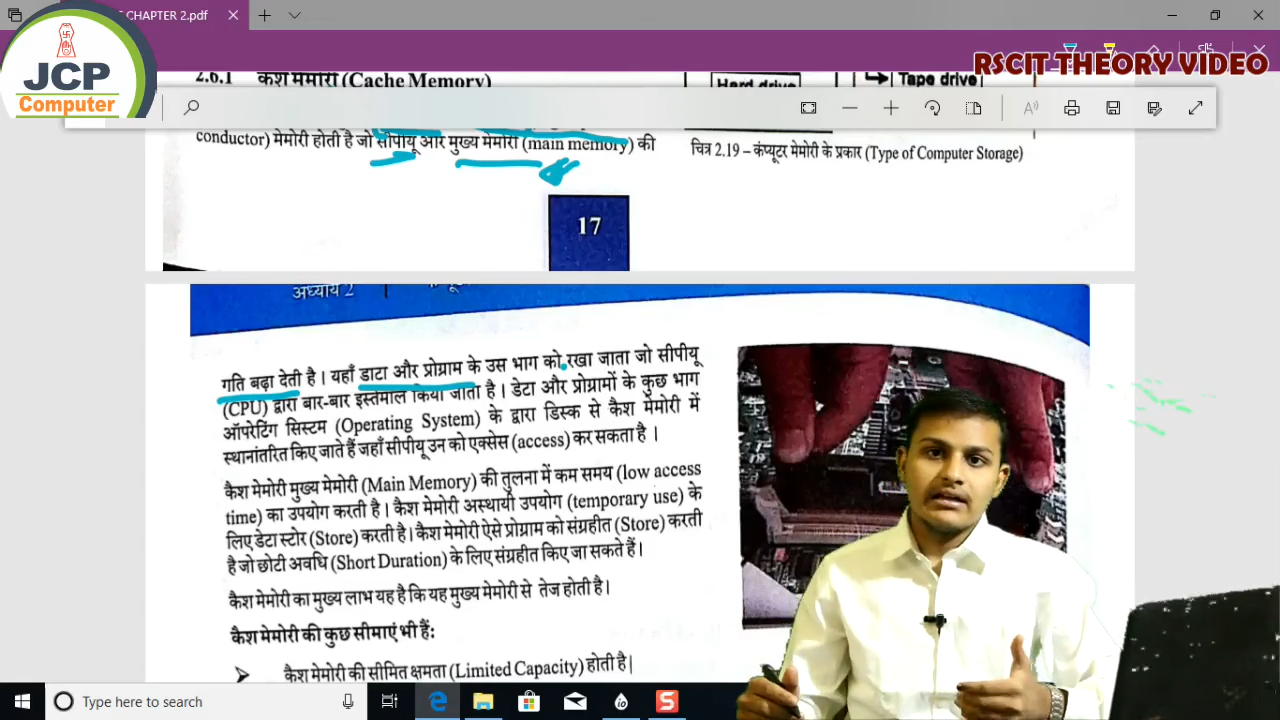 CHAPTER 2.pdf
JCP
Computer
RSCIT THEORY VIDEO
2.6.1 कैश मेमोरी (Cache Memory)
Hard drive
Tape drive
conductor) मेमोरी होती है जो सीपीयू और मुख्य मेमोरी (main memory) की
चित्र 2.19 – कंप्यूटर मेमोरी के प्रकार (Type of Computer Storage)
17
अध्याय 2
गति बढ़ा देती है। यहाँ डाटा और प्रोग्राम के उस भाग को रखा जाता जो सीपीयू
(CPU) द्वारा बार-बार इस्तेमाल किया जाता है। डेटा और प्रोग्रामों के कुछ भाग
ऑपरेटिंग सिस्टम (Operating System) के द्वारा डिस्क से कैश मेमोरी में
स्थानांतरित किए जाते हैं जहाँ सीपीयू उन को एक्सेस (access) कर सकता है ।
कैश मेमोरी मुख्य मेमोरी (Main Memory) की तुलना में कम समय (low access
time) का उपयोग करती है। कैश मेमोरी अस्थायी उपयोग (temporary use) के
लिए डेटा स्टोर (Store) करती है। कैश मेमोरी ऐसे प्रोग्राम को संग्रहीत (Store) करती
है जो छोटी अवधि (Short Duration) के लिए संग्रहीत किए जा सकते हैं।
कैश मेमोरी का मुख्य लाभ यह है कि यह मुख्य मेमोरी से तेज होती है।
कैश मेमोरी की कुछ सीमाएं भी हैं:
कैश मेमोरी की सीमित क्षमता (Limited Capacity) होती है|
Type here to search